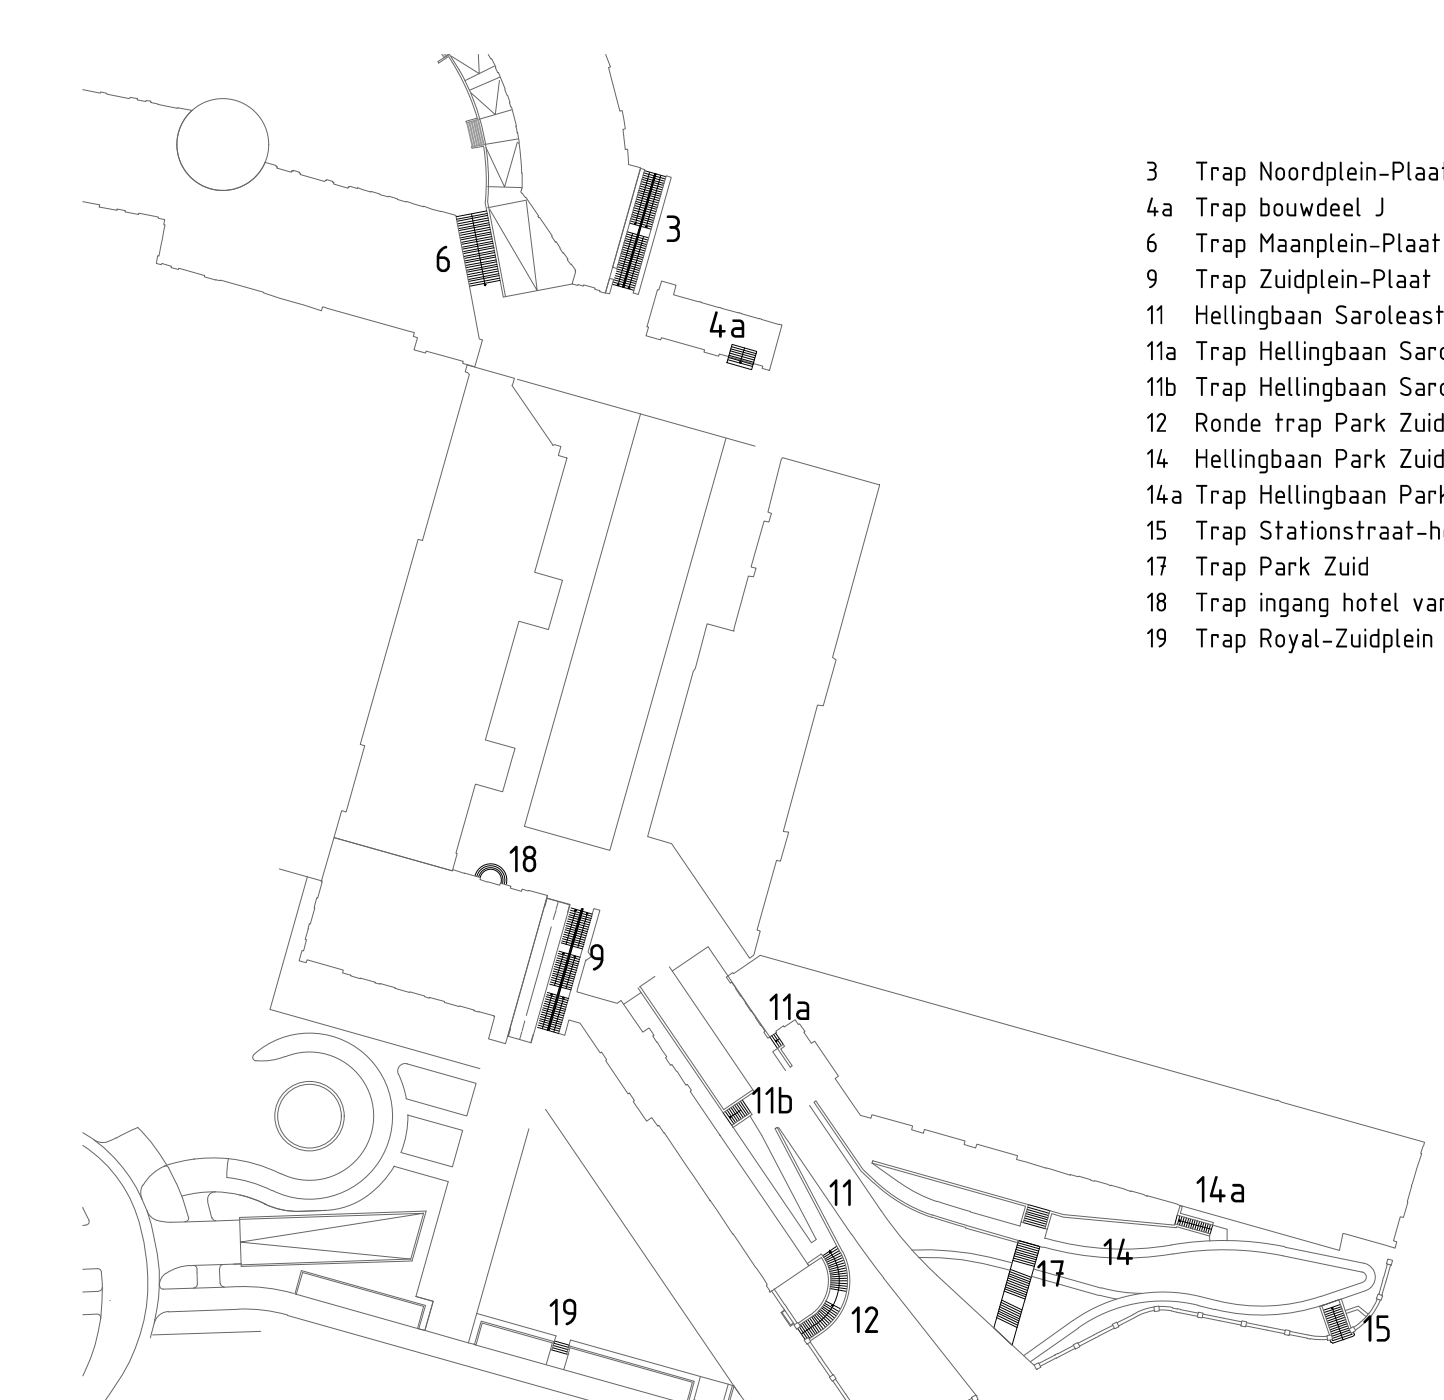 3 Trap Noordplein-Plaat
4a Trap bouwdeel J
6 Trap Maanplein-Plaat
9 Trap Zuidplein-Plaat
11 Hellingbaan Saroleast
11a Trap Hellingbaan Saro
11b Trap Hellingbaan Saro
12 Ronde trap Park Zuid
14 Hellingbaan Park Zuid
14a Trap Hellingbaan Park
15 Trap Stationstraat-h
17 Trap Park Zuid
18 Trap ingang hotel van
19 Trap Royal-Zuidplein
3
6
4a
18
9
11a
11b
11
14a
14
17
19
12
15